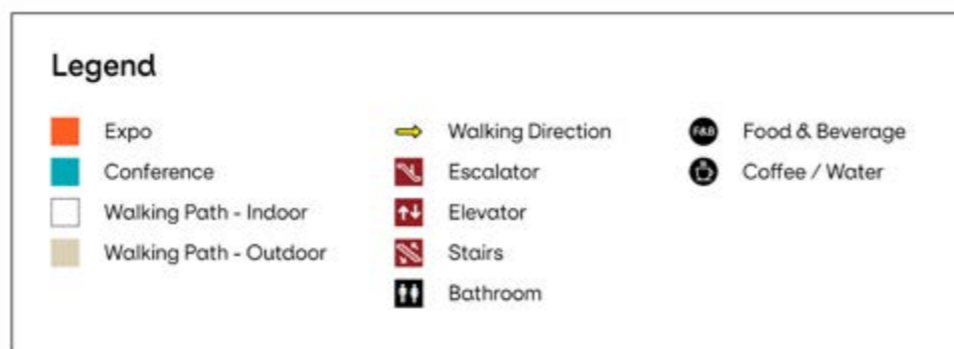 Legend
Expo
Conference
Walking Path - Indoor
Walking Path - Outdoor
Walking Direction
Escalator
Elevator
Stairs
Bathroom
F&B
Food & Beverage
Coffee / Water